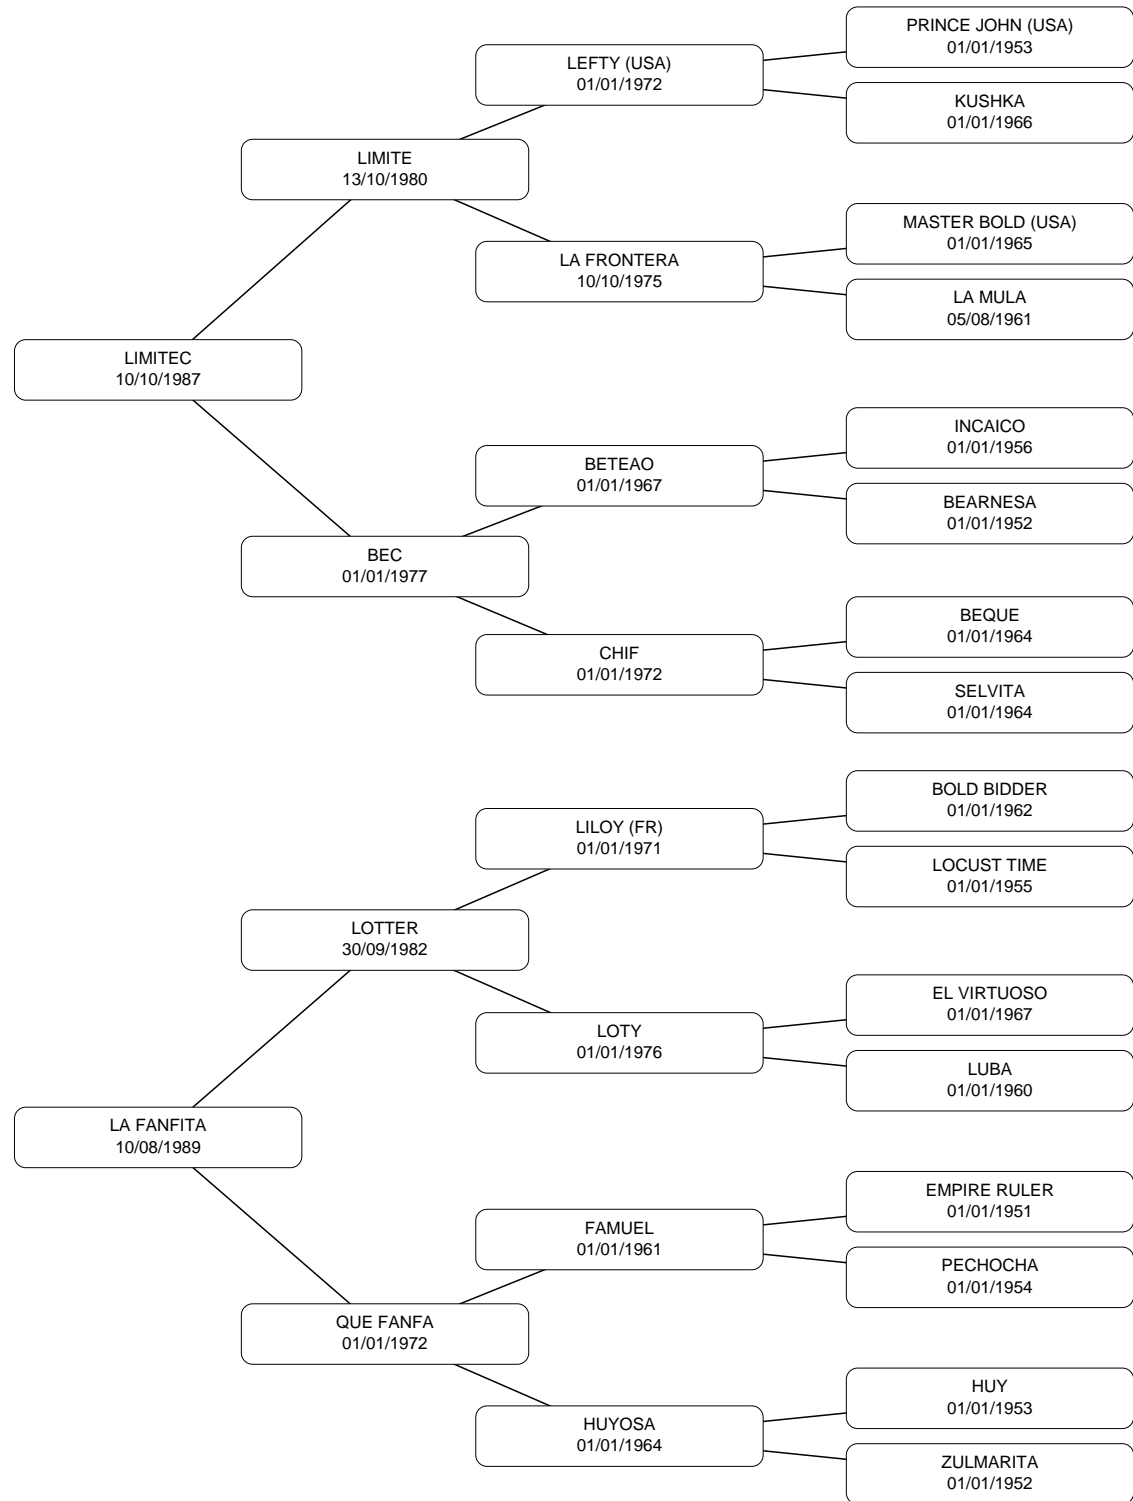 PRINCE JOHN (USA)
01/01/1953
LEFTY (USA)
01/01/1972
KUSHKA
01/01/1966
LIMITE
13/10/1980
MASTER BOLD (USA)
01/01/1965
LA FRONTERA
10/10/1975
LA MULA
05/08/1961
LIMITEC
10/10/1987
INCAICO
01/01/1956
BETEAO
01/01/1967
BEARNESA
01/01/1952
BEC
01/01/1977
BEQUE
01/01/1964
CHIF
01/01/1972
SELVITA
01/01/1964
BOLD BIDDER
01/01/1962
LILOY (FR)
01/01/1971
LOCUST TIME
01/01/1955
LOTTER
30/09/1982
EL VIRTUOSO
01/01/1967
LOTY
01/01/1976
LUBA
01/01/1960
LA FANFITA
10/08/1989
EMPIRE RULER
01/01/1951
FAMUEL
01/01/1961
PECHOCHA
01/01/1954
QUE FANFA
01/01/1972
HUY
01/01/1953
HUYOSA
01/01/1964
ZULMARITA
01/01/1952